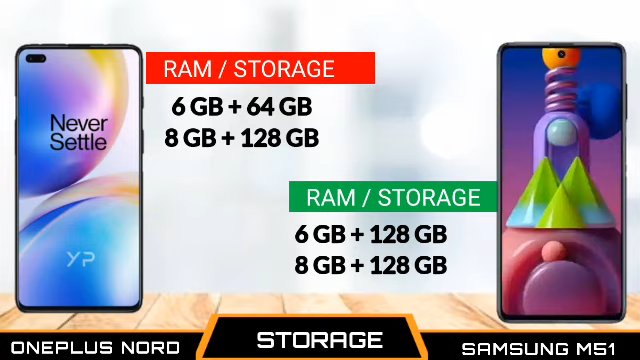 RAM / STORAGE
6 GB + 64 GB
8 GB + 128 GB
Never
Settle
YP
RAM / STORAGE
6 GB + 128 GB
8 GB + 128 GB
ONEPLUS NORD
STORAGE
SAMSUNG M51